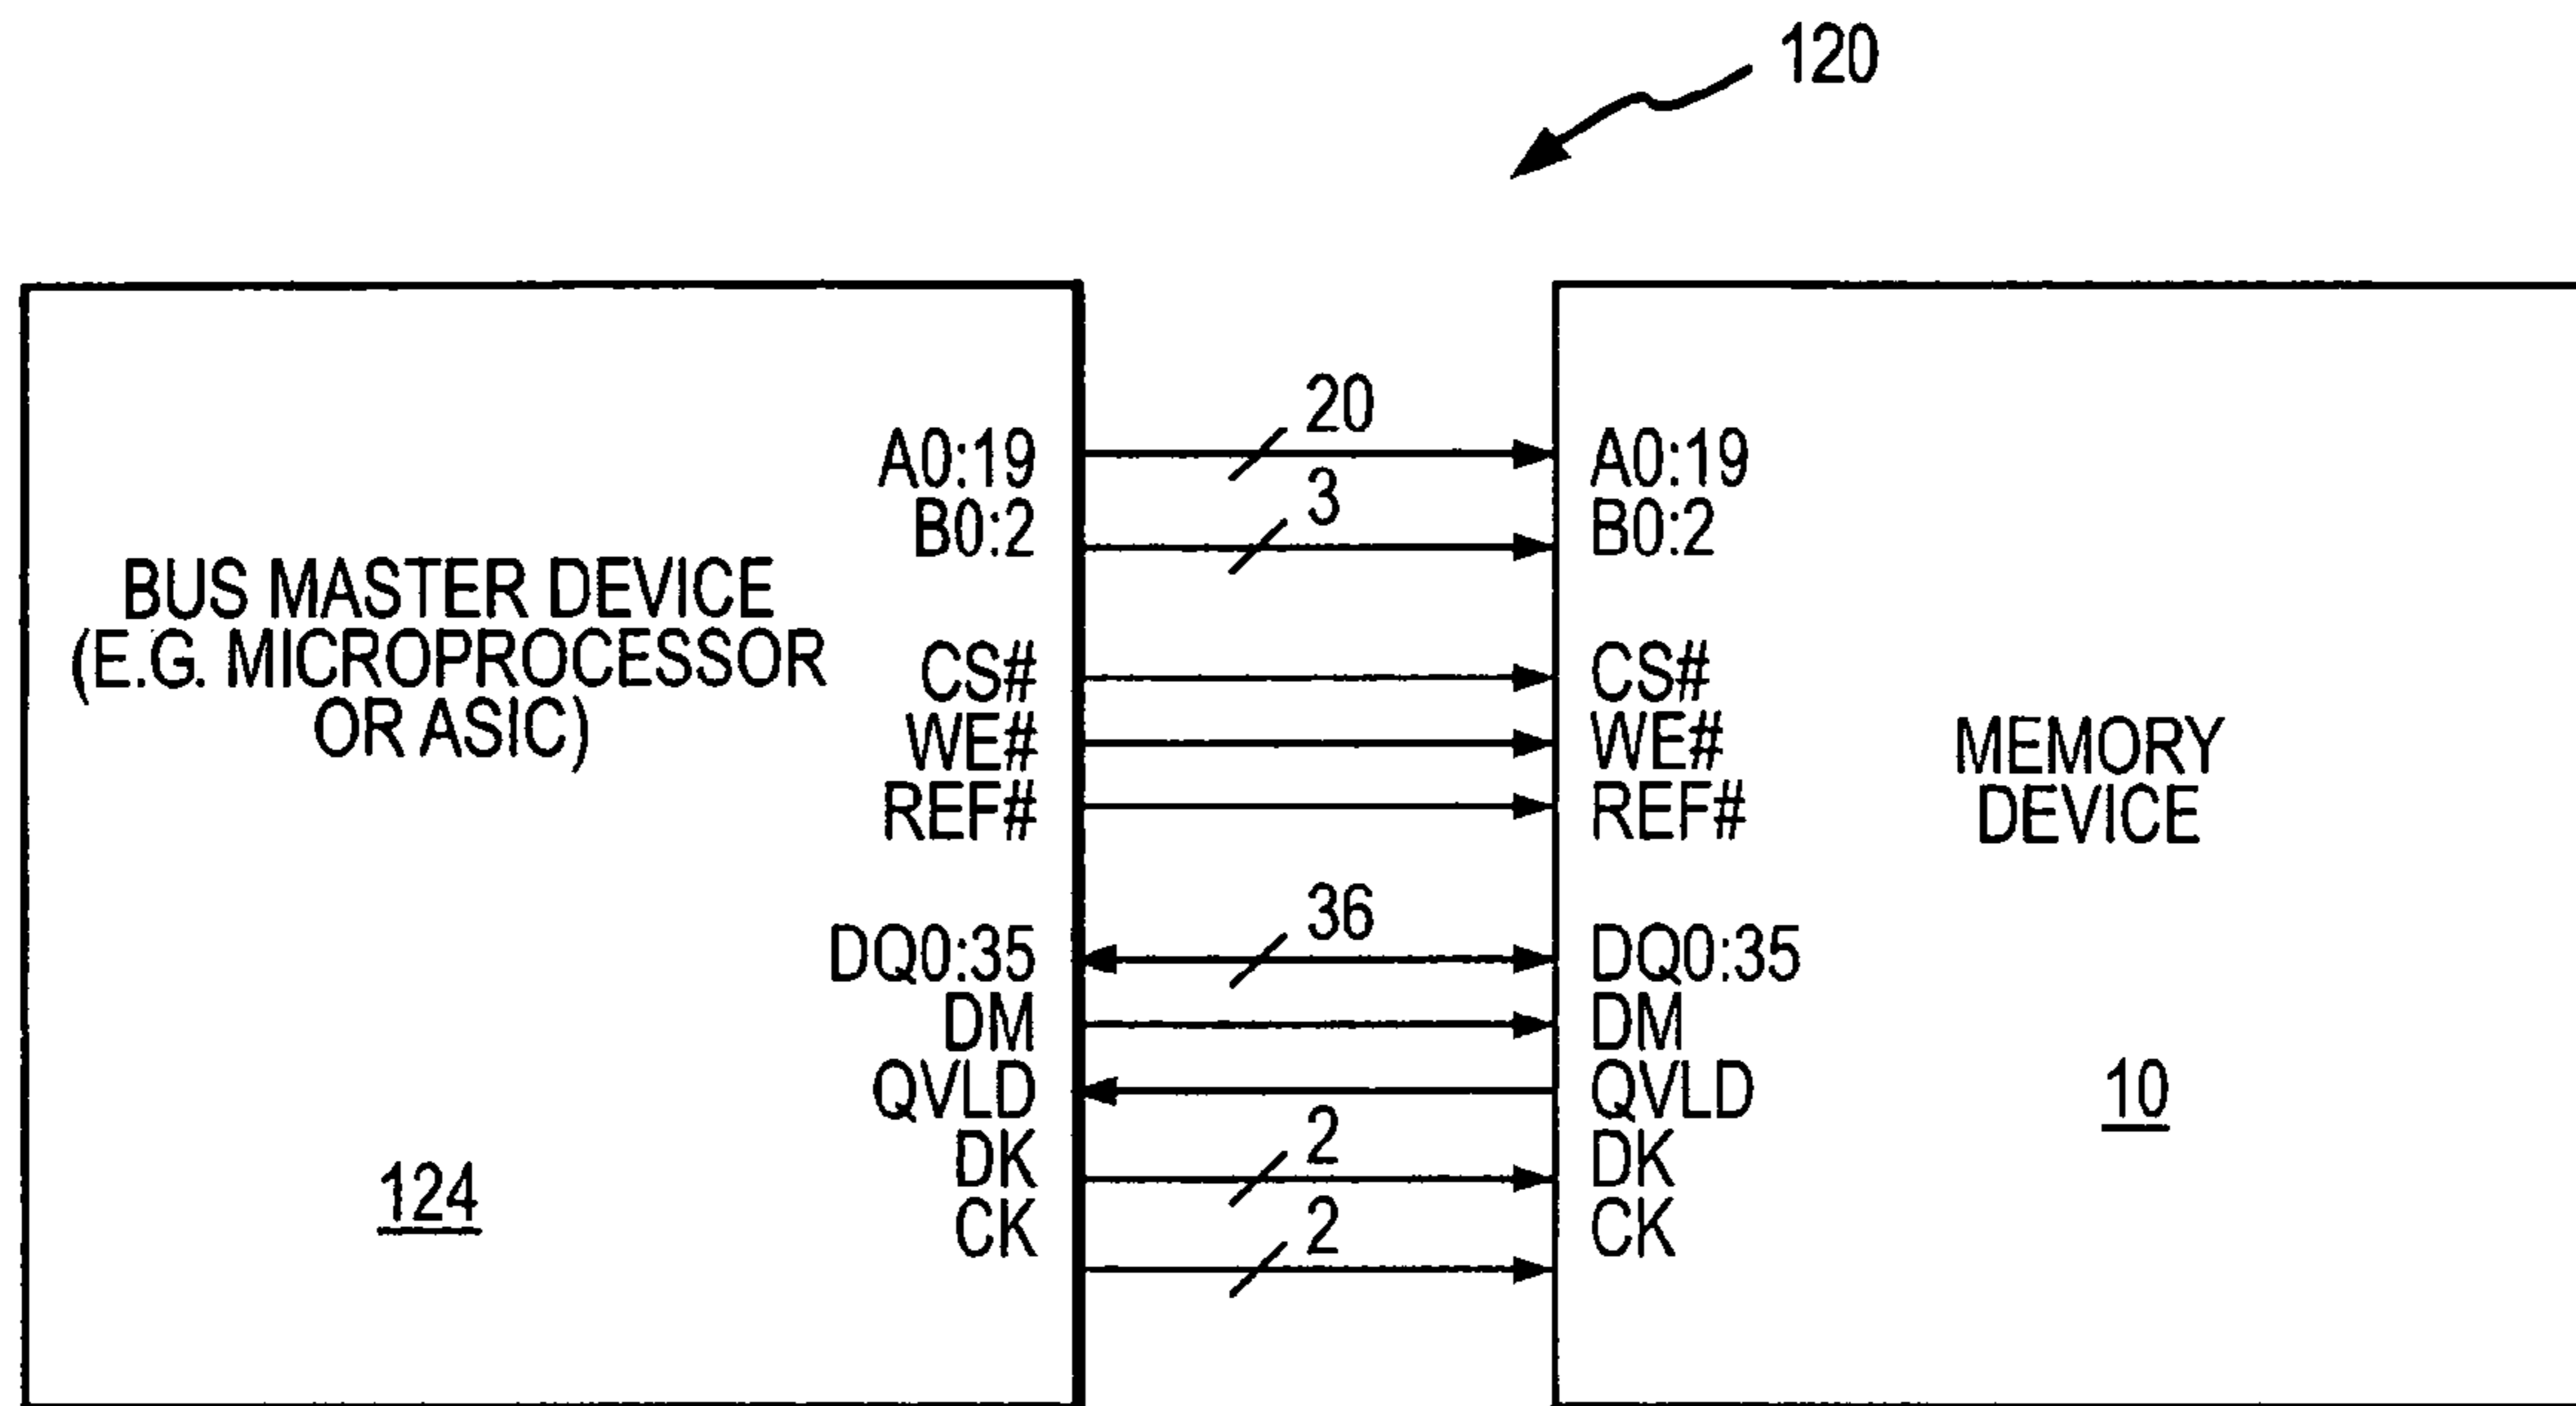 120
20
A0:19
A0:19
3
B0:2
B0:2
BUS MASTER DEVICE
(E.G. MICROPROCESSOR
OR ASIC)
CS#
CS#
WE#
WE#
REF#
REF#
MEMORY
DEVICE
36
DQ0:35
DQ0:35
DM
DM
QVLD
QVLD
10
2
DK
DK
124
2
CK
CK